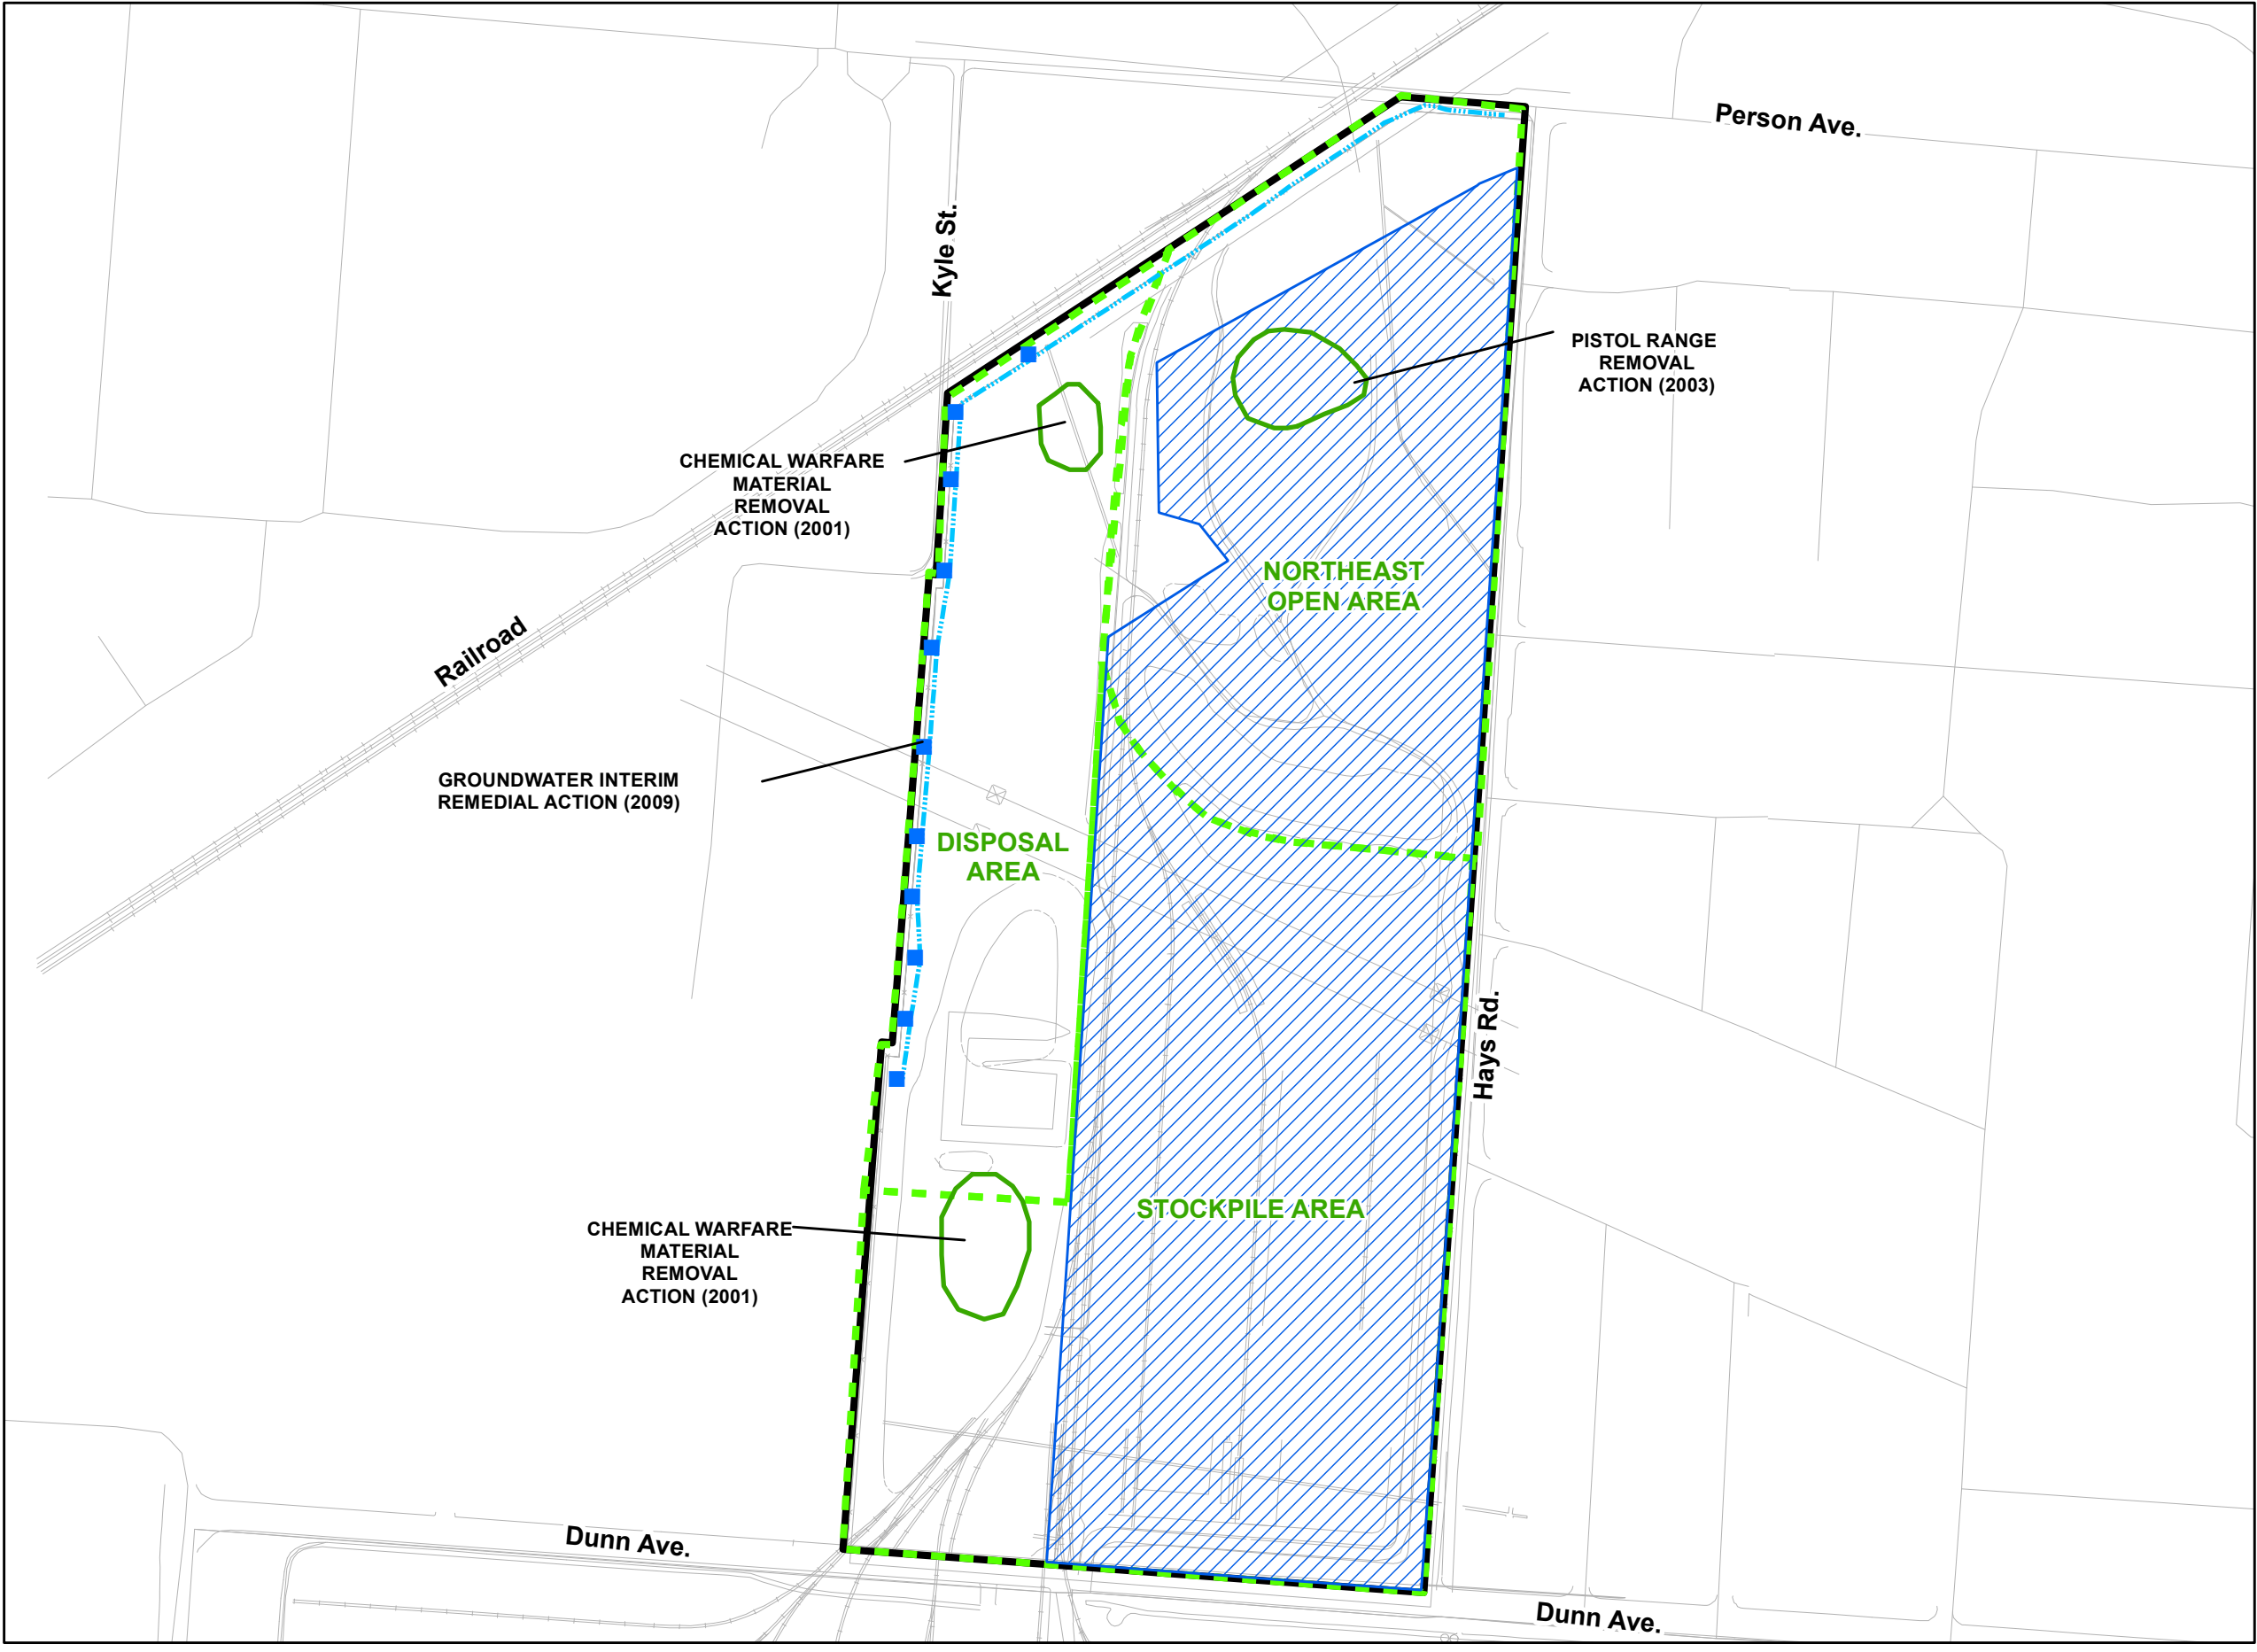 Person Ave.
Kyle St.
PISTOL RANGE
REMOVAL
ACTION (2003)
CHEMICAL WARFARE
MATERIAL
REMOVAL
ACTION (2001)
NORTHEAST
OPEN AREA
Railroad
GROUNDWATER INTERIM
REMEDIAL ACTION (2009)
DISPOSAL
AREA
Hays Rd.
STOCKPILE AREA
CHEMICAL WARFARE
MATERIAL
REMOVAL
ACTION (2001)
Dunn Ave.
Dunn Ave.